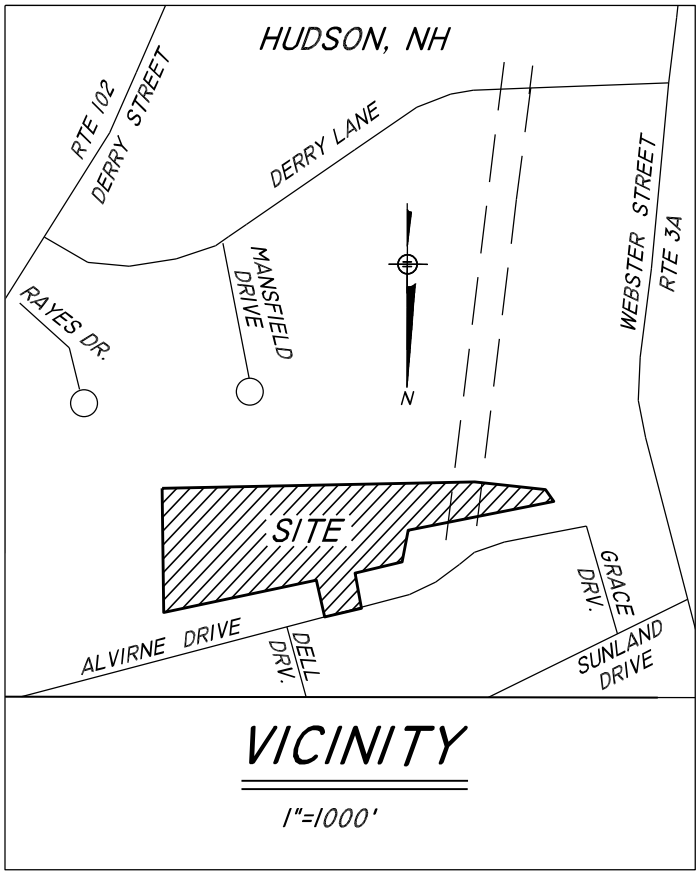 HUDSON, NH
RTE 102
DERRY STREET
DERRY LANE
WEBSTER STREET
RTE 3A
MANSFIELD
DRIVE
RAYES DR.
N
SITE
GRACE
DRV.
ALVIRNE DRIVE
DELL
DRV.
SUNLAND
DRIVE
VICINITY
1"=1000'